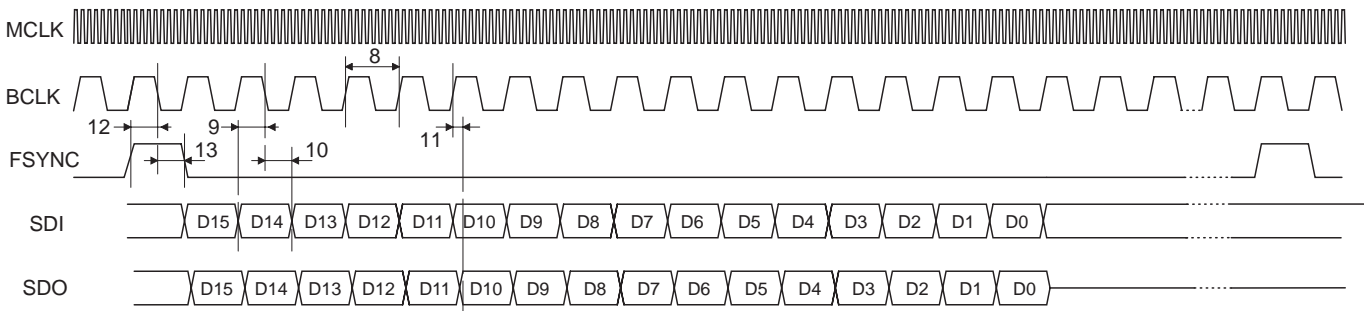 MCLK
8
BCLK
12 9 11
13 10
FSYNC
SDI D15 D14 D13 D12 D11 D10 D9 D8 D7 D6 D5 D4 D3 D2 D1 D0
SDO D15 D14 D13 D12 D11 D10 D9 D8 D7 D6 D5 D4 D3 D2 D1 D0